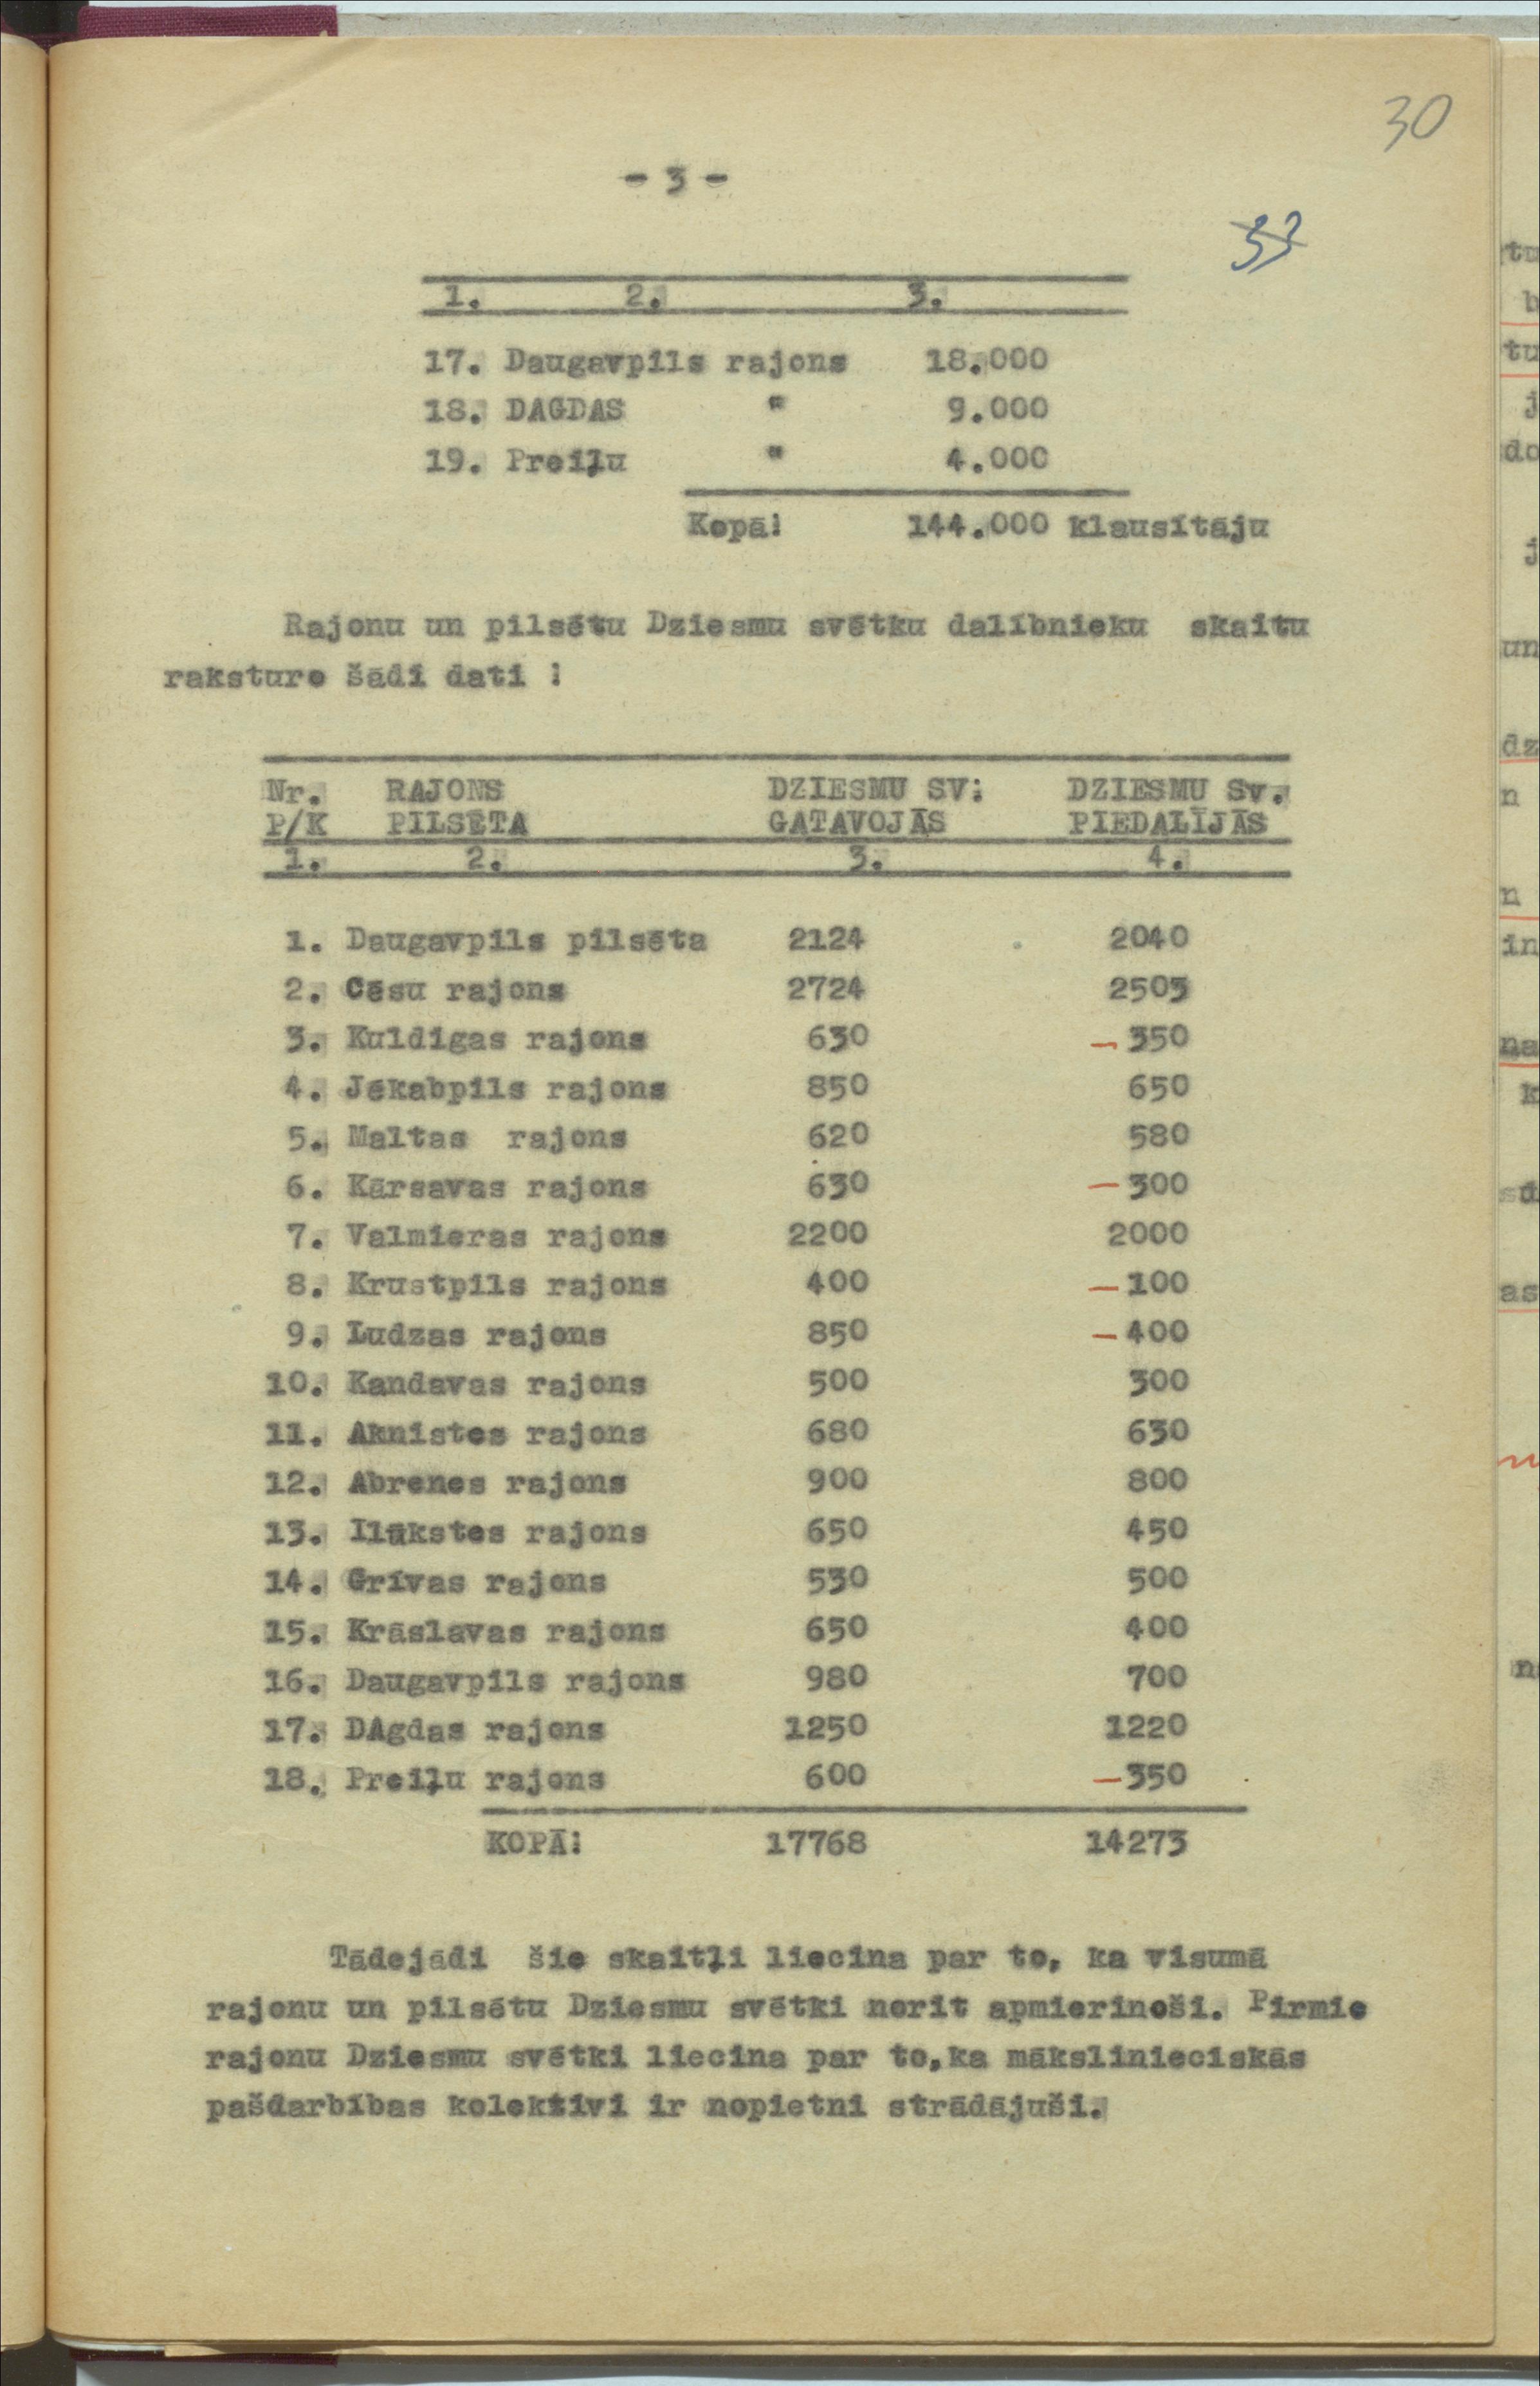 30
- 3 -
33
1. 2. 3.
17. Daugavpils rajons 18.000
18. DAGDAS " 9.000
19. Preiļu " 4.000
Kopā: 144.000 klausītāju
Rajonu un pilsētu Dziesmu svētku dalībnieku skaitu
raksturo šādi dati :
Nr. RAJONS DZIESMU SV: DZIESMU Sv.
P/K PILSĒTA GATAVOJĀS PIEDALĪJĀS
1. 2. 3. 4.
1. Daugavpils pilsēta 2124 2040
2. Cēsu rajons 2724 2503
3. Kuldīgas rajons 630 - 350
4. Jēkabpils rajons 850 650
5. Maltas rajons 620 580
6. Kārsavas rajons 630 - 300
7. Valmieras rajons 2200 2000
8. Krustpils rajons 400 - 100
9. Ludzas rajons 850 - 400
10. Kandavas rajons 500 300
11. Aknīstes rajons 680 630
12. Abrenes rajons 900 800
13. Ilūkstes rajons 650 450
14. Grīvas rajons 530 500
15. Krāslavas rajons 650 400
16. Daugavpils rajons 980 700
17. DAgdas rajons 1250 1220
18. Preiļu rajons 600 - 350
KOPĀ: 17768 14273
Tādejādi šie skaitļi liecina par to, ka visumā
rajonu un pilsētu Dziesmu svētki norit apmierinoši. Pirmie
rajonu Dziesmu svētki liecina par to,ka mākslinieciskās
pašdarbības kolektīvi ir nopietni strādājuši.